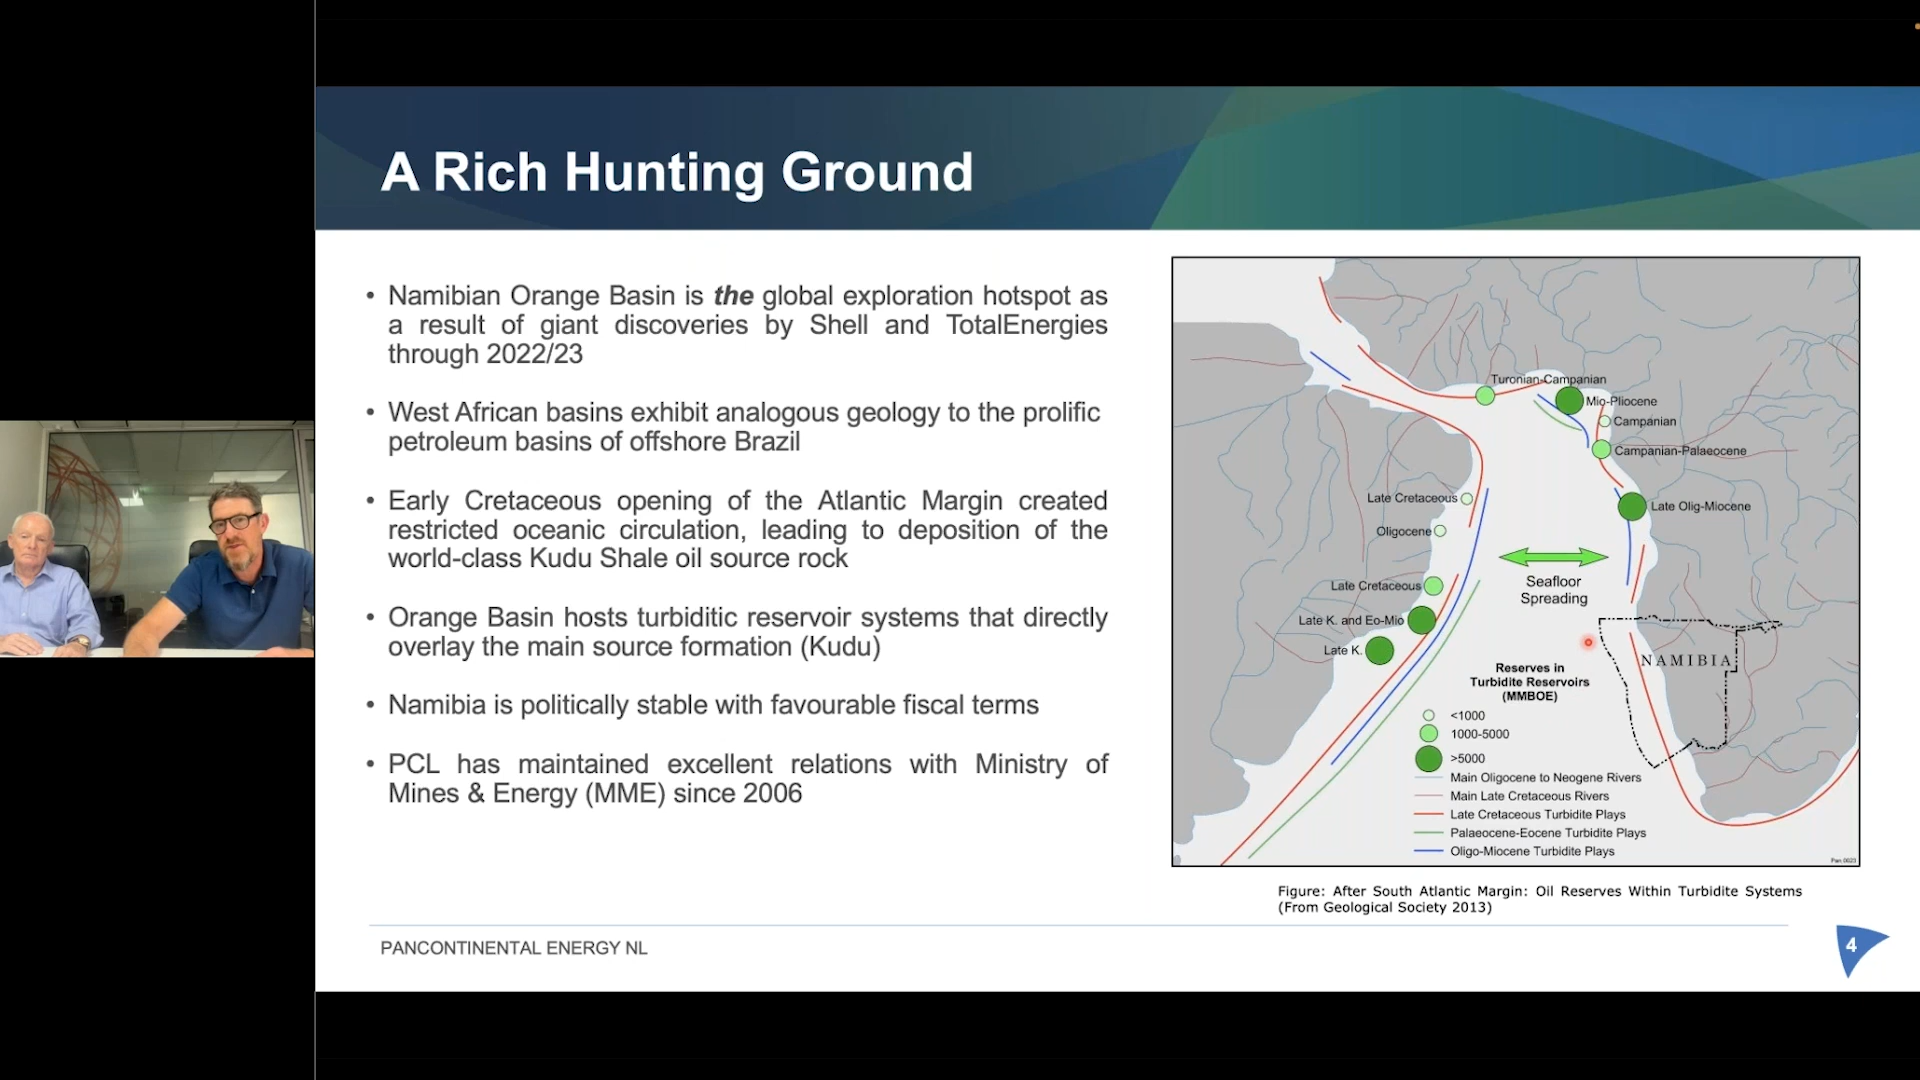 A Rich Hunting Ground
• Namibian Orange Basin is the global exploration hotspot as
a result of giant discoveries by Shell and TotalEnergies
through 2022/23
• West African basins exhibit analogous geology to the prolific
petroleum basins of offshore Brazil
• Early Cretaceous opening of the Atlantic Margin created
restricted oceanic circulation, leading to deposition of the
world-class Kudu Shale oil source rock
• Orange Basin hosts turbiditic reservoir systems that directly
overlay the main source formation (Kudu)
• Namibia is politically stable with favourable fiscal terms
• PCL has maintained excellent relations with Ministry of
Mines & Energy (MME) since 2006
Turonian-Campanian
Mio-Pliocene
Campanian
Campanian-Palaeocene
Late Cretaceous
Late Olig-Miocene
Oligocene
Seafloor
Spreading
Late Cretaceous
Late K. and Eo-Mio
Late K.
NAMIBIA
Reserves in
Turbidite Reservoirs
(MMBOE)
<1000
1000-5000
>5000
Main Oligocene to Neogene Rivers
Main Late Cretaceous Rivers
Late Cretaceous Turbidite Plays
Palaeocene-Eocene Turbidite Plays
Oligo-Miocene Turbidite Plays
Pan 0023
Figure: After South Atlantic Margin: Oil Reserves Within Turbidite Systems
(From Geological Society 2013)
PANCONTINENTAL ENERGY NL
4